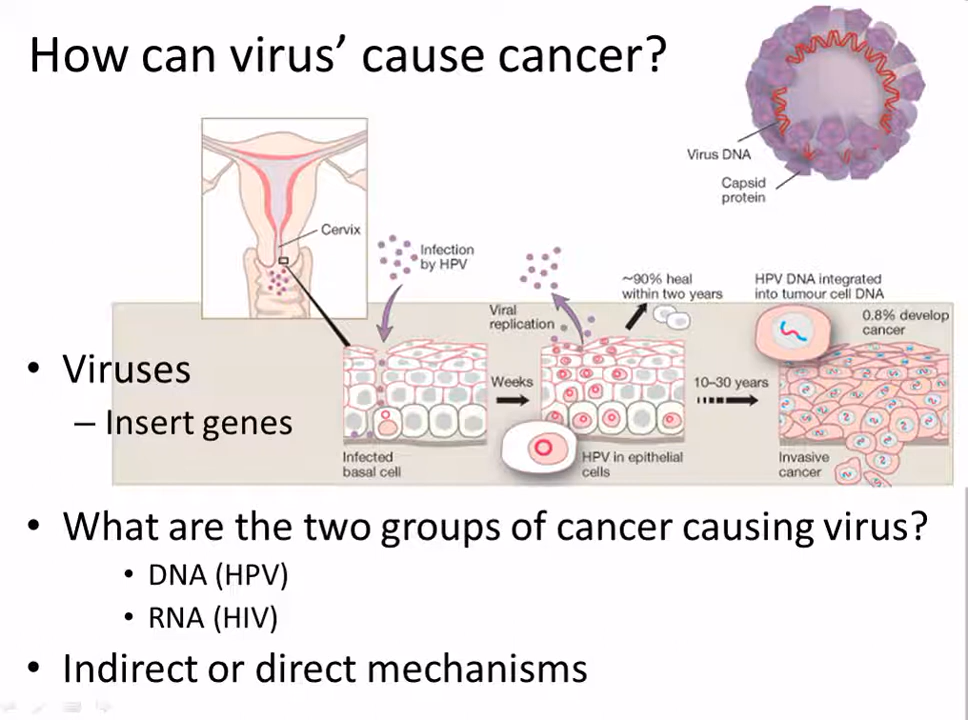 How can virus’ cause cancer?
Virus DNA
Capsid
protein
Cervix
Infection
by HPV
~90% heal
within two years
HPV DNA integrated
into tumour cell DNA
Viral
replication
0.8% develop
cancer
• Viruses
– Insert genes
Weeks
10–30 years
Infected
basal cell
HPV in epithelial
cells
Invasive
cancer
• What are the two groups of cancer causing virus?
• DNA (HPV)
• RNA (HIV)
• Indirect or direct mechanisms